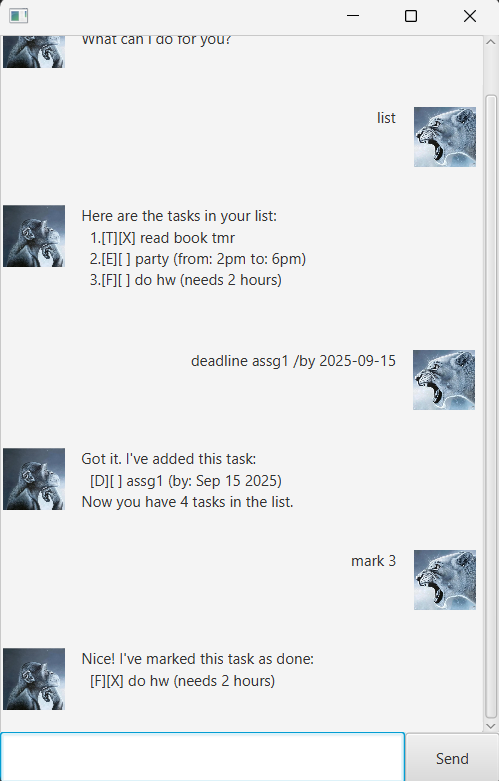 What can I do for you?
list
Here are the tasks in your list:
1.[T][X] read book tmr
2.[E][ ] party (from: 2pm to: 6pm)
3.[F][ ] do hw (needs 2 hours)
deadline assg1 /by 2025-09-15
Got it. I've added this task:
[D][ ] assg1 (by: Sep 15 2025)
Now you have 4 tasks in the list.
mark 3
Nice! I've marked this task as done:
[F][X] do hw (needs 2 hours)
Send